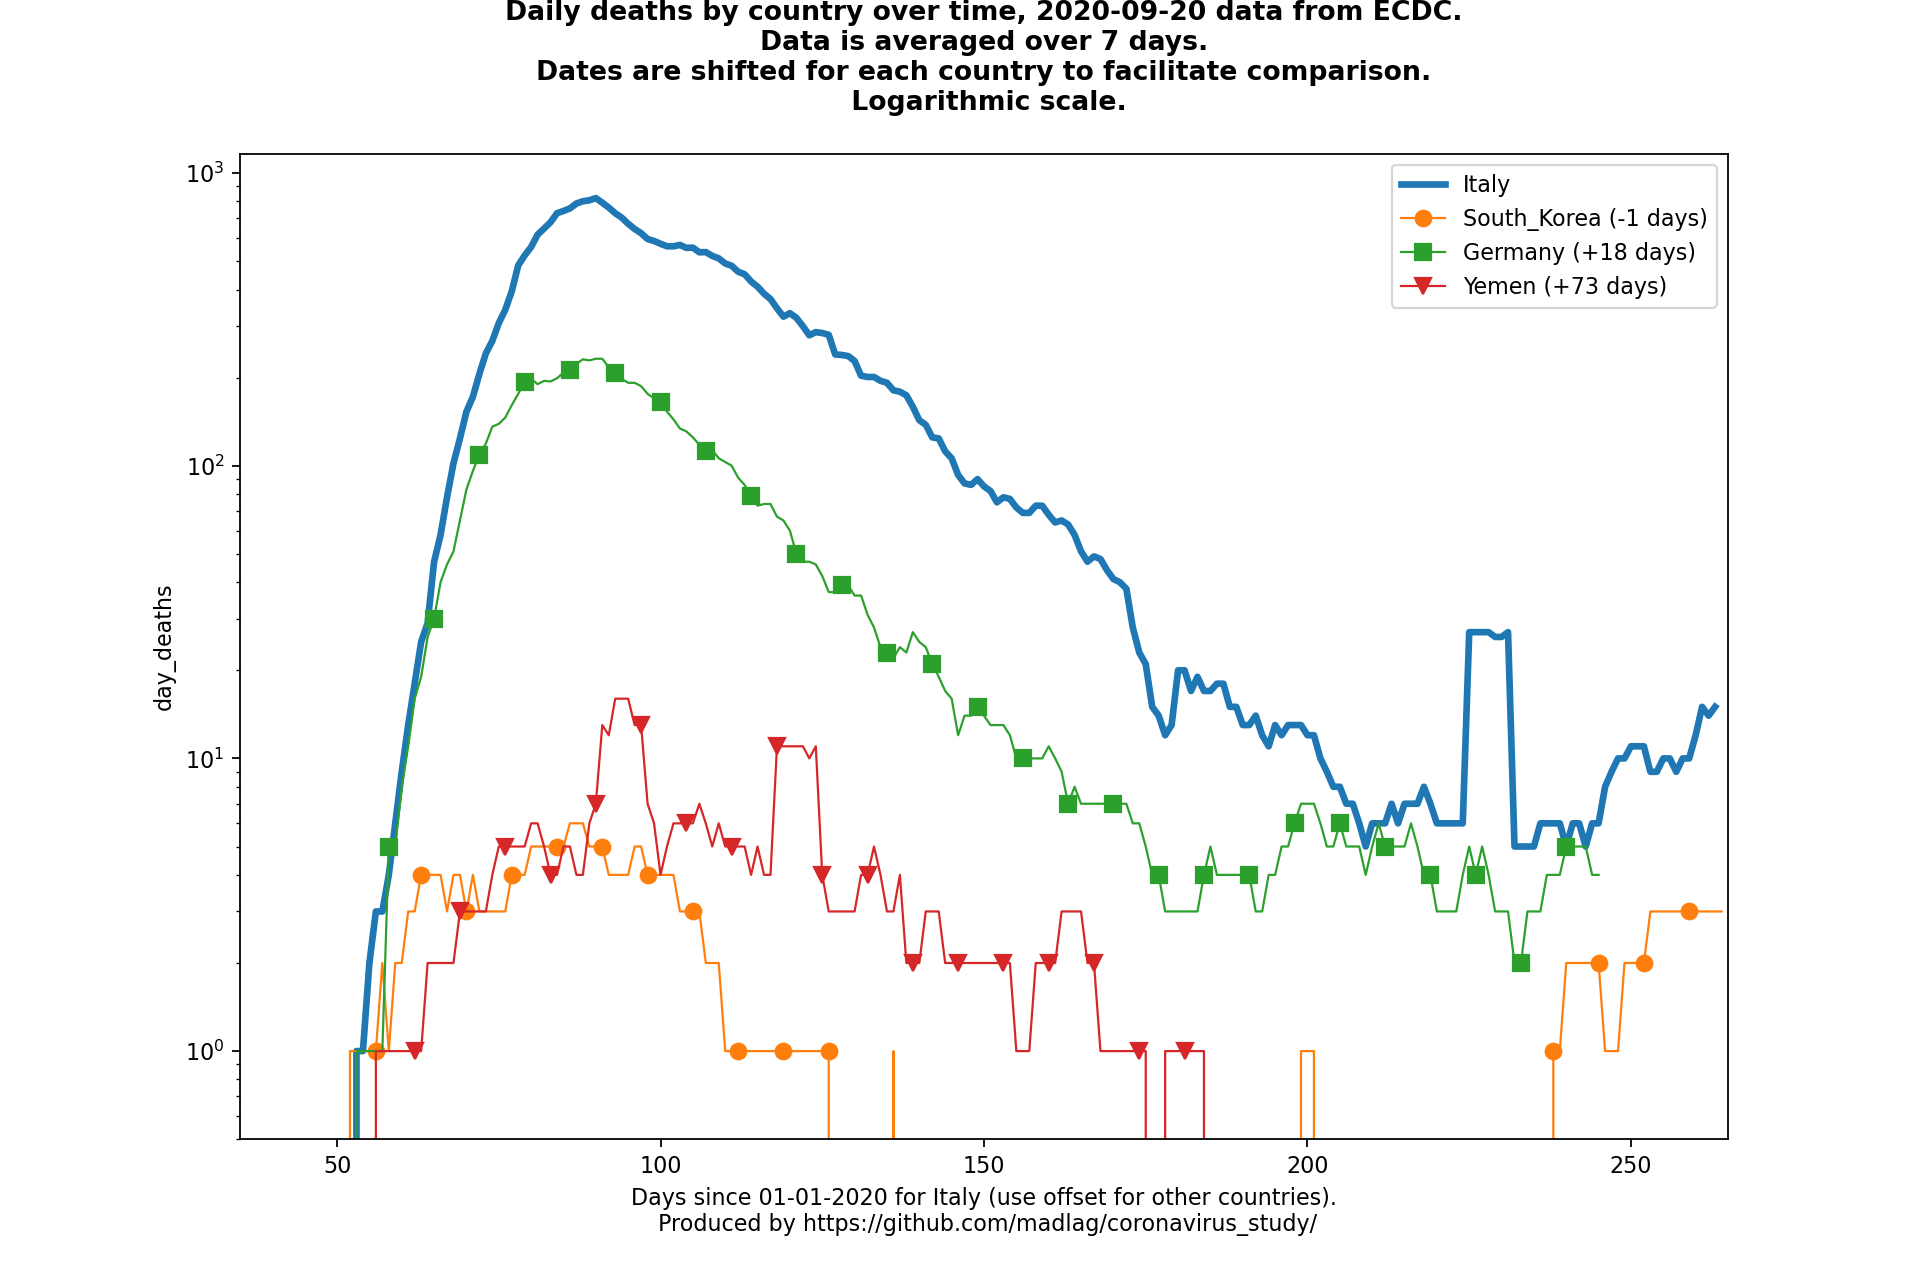 Daily deaths by country over time, 2020-09-20 data from ECDC.
Data is averaged over 7 days.
Dates are shifted for each country to facilitate comparison.
Logarithmic scale.
10³
10²
10¹
10⁰
day_deaths
Italy
South_Korea (-1 days)
Germany (+18 days)
Yemen (+73 days)
50 100 150 200 250
Days since 01-01-2020 for Italy (use offset for other countries).
Produced by https://github.com/madlag/coronavirus_study/